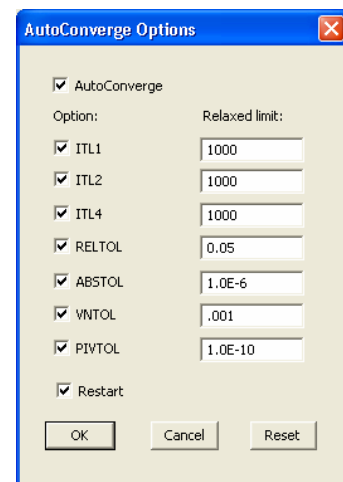 AutoConverge Options
AutoConverge
Option: Relaxed limit:
ITL1 1000
ITL2 1000
ITL4 1000
RELTOL 0.05
ABSTOL 1.0E-6
VNTOL .001
PIVTOL 1.0E-10
Restart
OK Cancel Reset